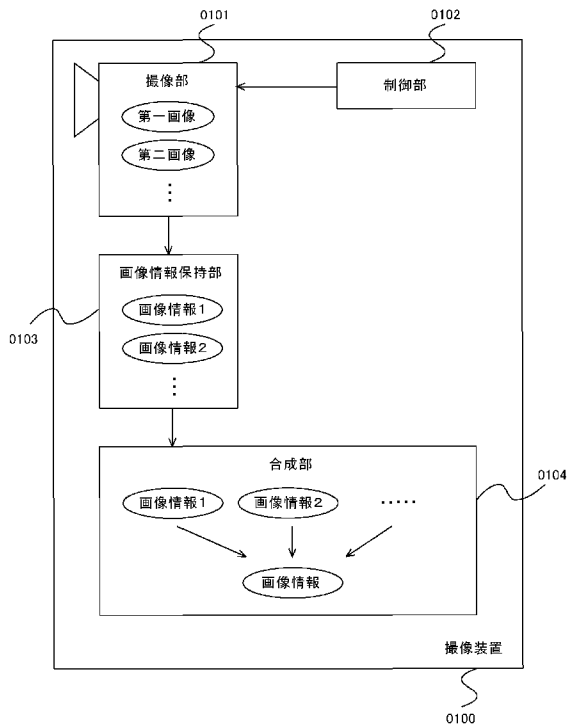 0101
0102
撮像部
制御部
第一画像
第二画像
⋮
画像情報保持部
画像情報1
画像情報2
⋮
0103
合成部
0104
画像情報1
画像情報2
‥‥‥
画像情報
撮像装置
0100